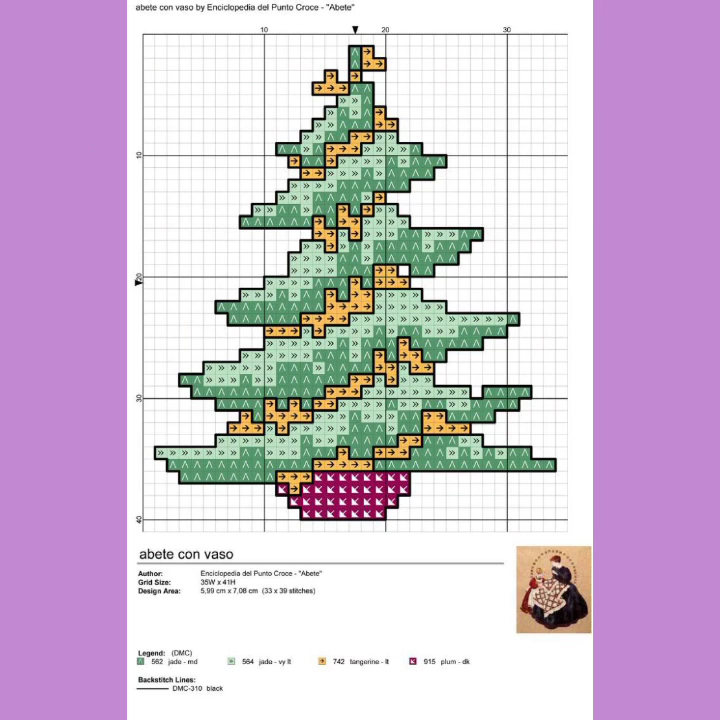 abete con vaso by Enciclopedia del Punto Croce - "Abete"
10 20 30
10
20
30
40
abete con vaso
Author: Enciclopedia del Punto Croce - "Abete"
Grid Size: 35W x 41H
Design Area: 5,99 cm x 7,08 cm (33 x 39 stitches)
Legend: (DMC)
562 jade - md 564 jade - vy lt 742 tangerine - lt 915 plum - dk
Backstitch Lines:
DMC-310 black